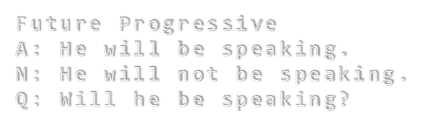 Future Progressive
A: He will be speaking.
N: He will not be speaking.
Q: Will he be speaking?